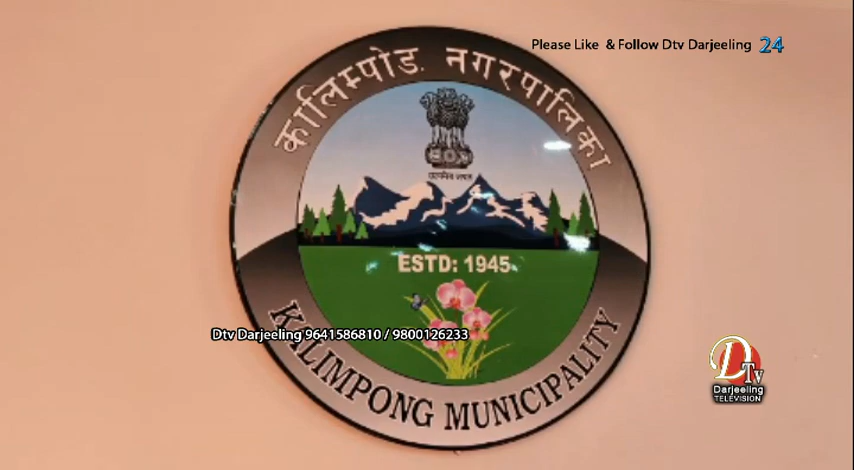 Please Like & Follow Dtv Darjeeling 24
कालिम्पोङ नगरपालिका
सत्यमेव जयते
ESTD: 1945
Dtv Darjeeling 9641586810 / 9800126233
KALIMPONG MUNICIPALITY
DTv
Darjeeling
TELEVISION